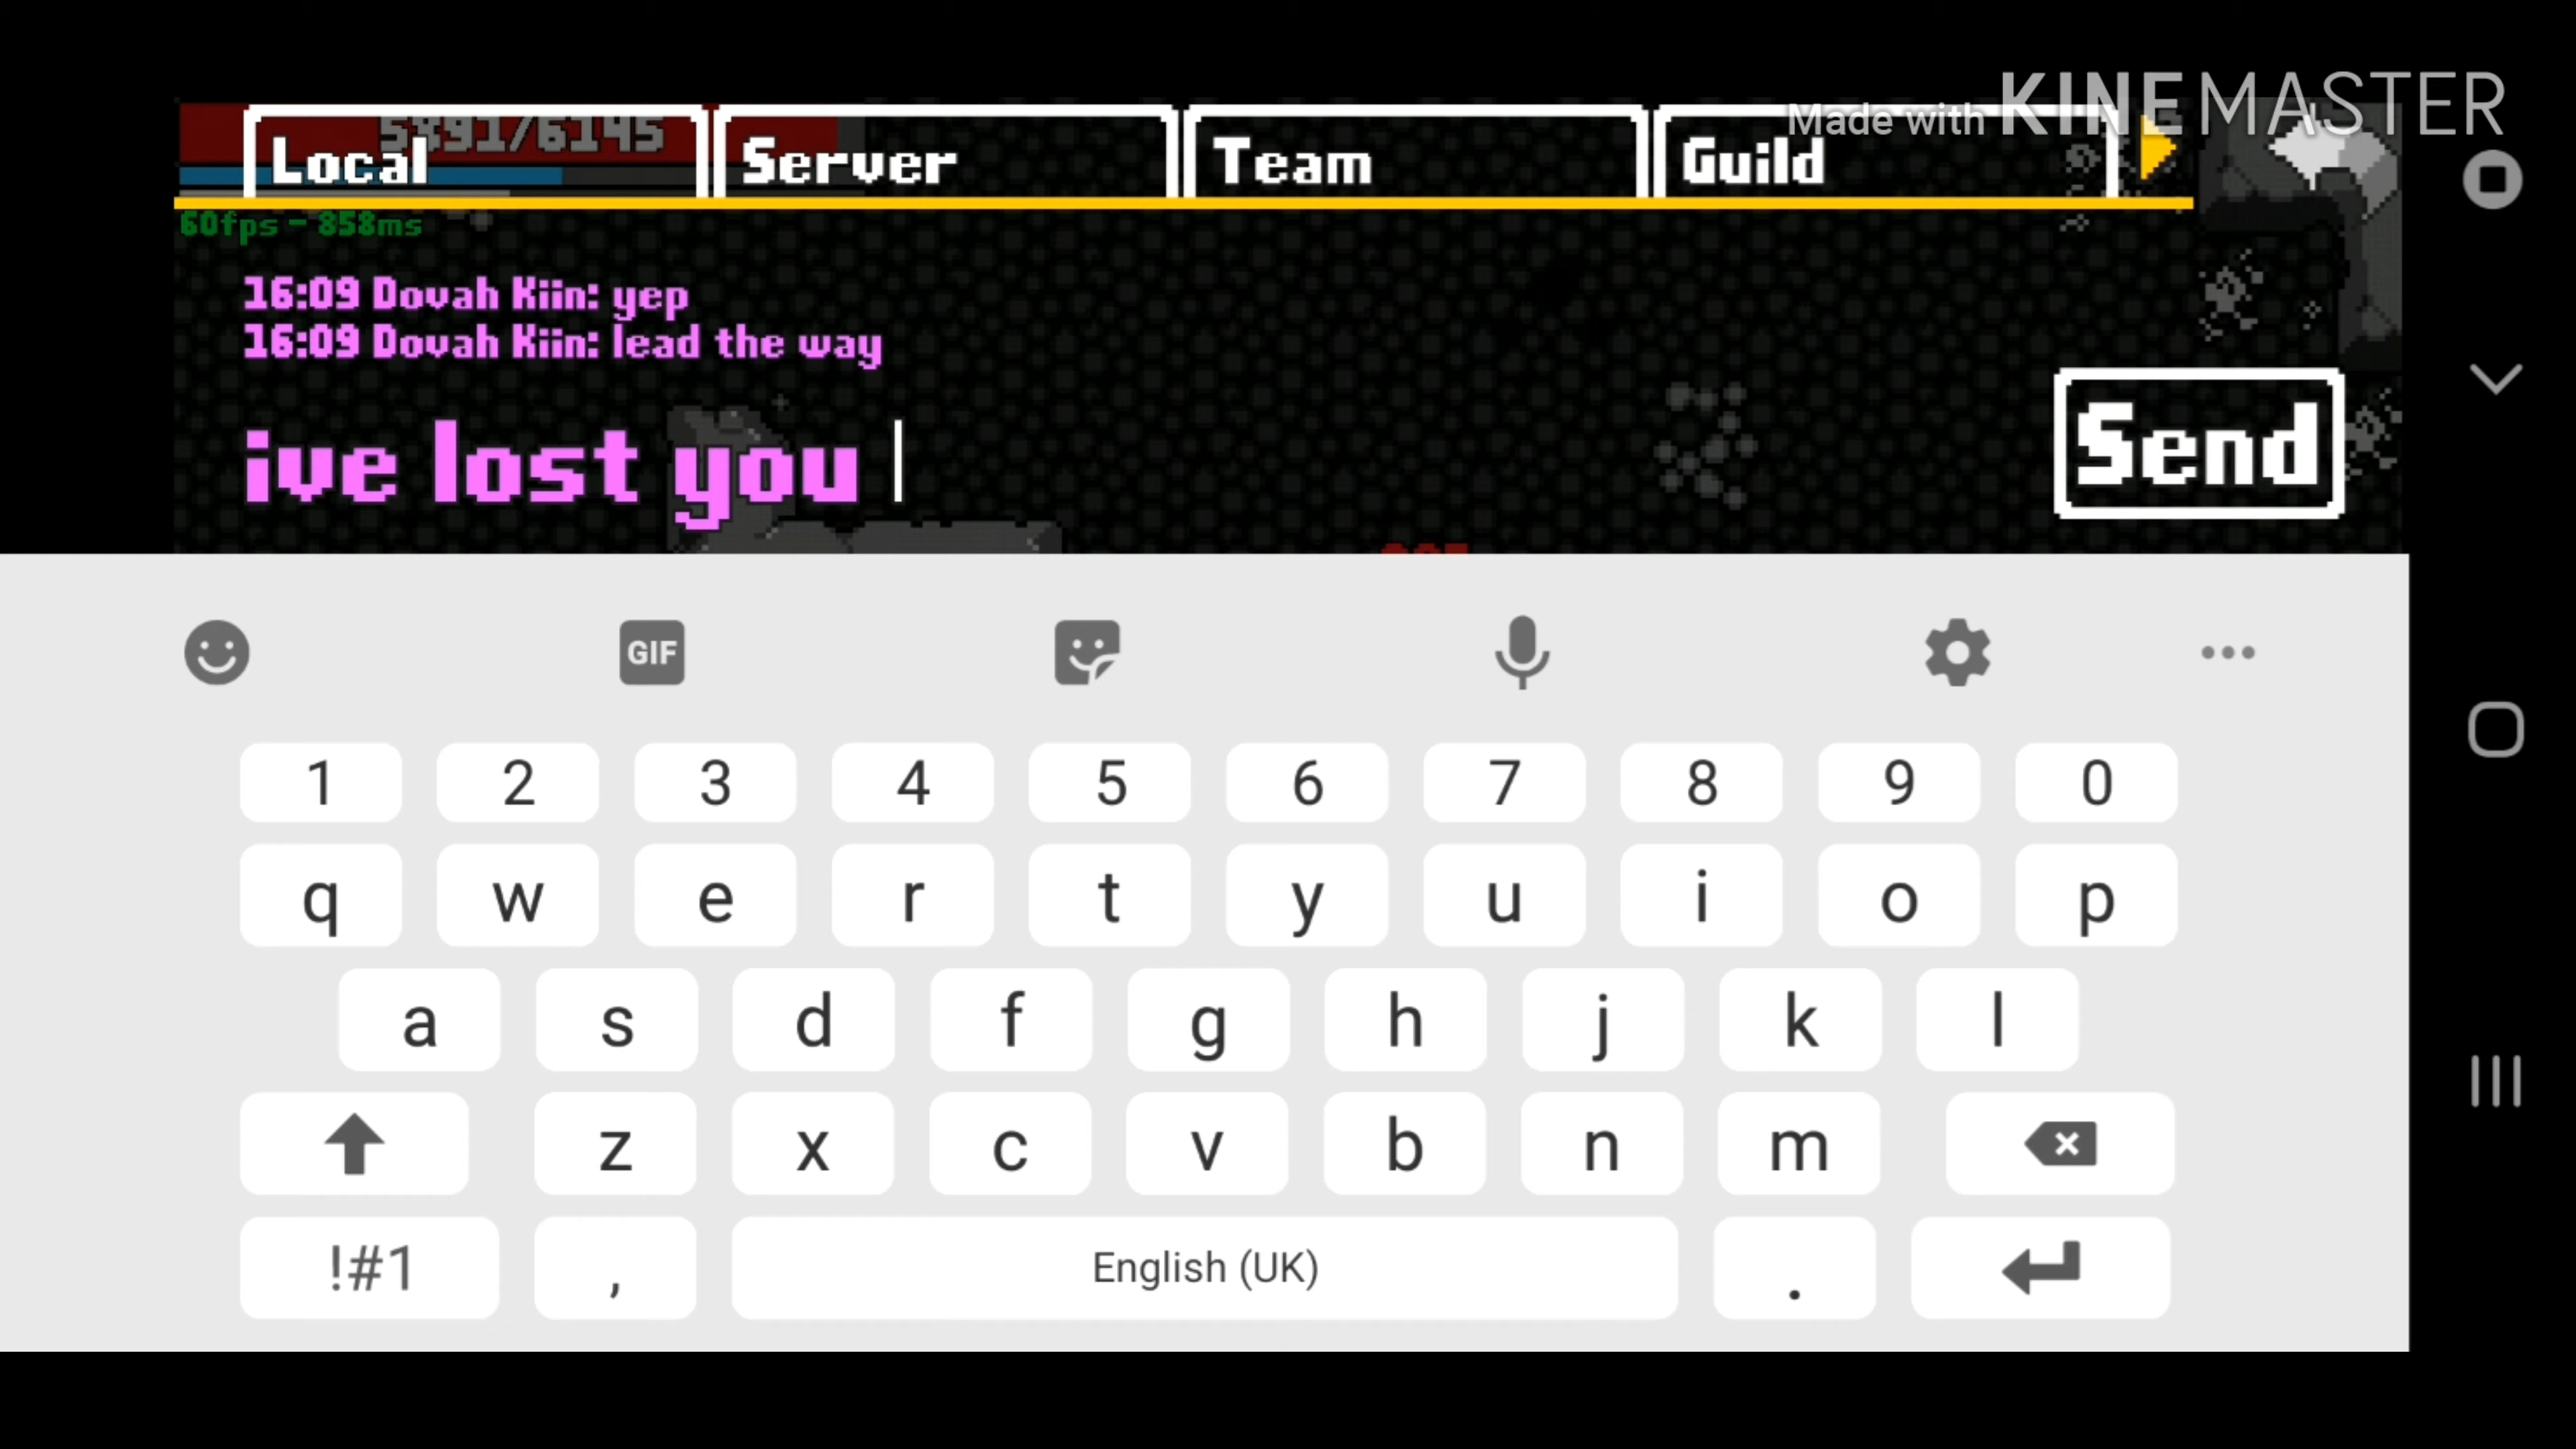 Made with KINEMASTER
5891/6145
Local Server Team Guild
60fps - 858ms
16:09 Dovah Kiin: yep
16:09 Dovah Kiin: lead the way
ive lost you
Send
GIF
1 2 3 4 5 6 7 8 9 0
q w e r t y u i o p
a s d f g h j k l
z x c v b n m
!#1 , English (UK) .